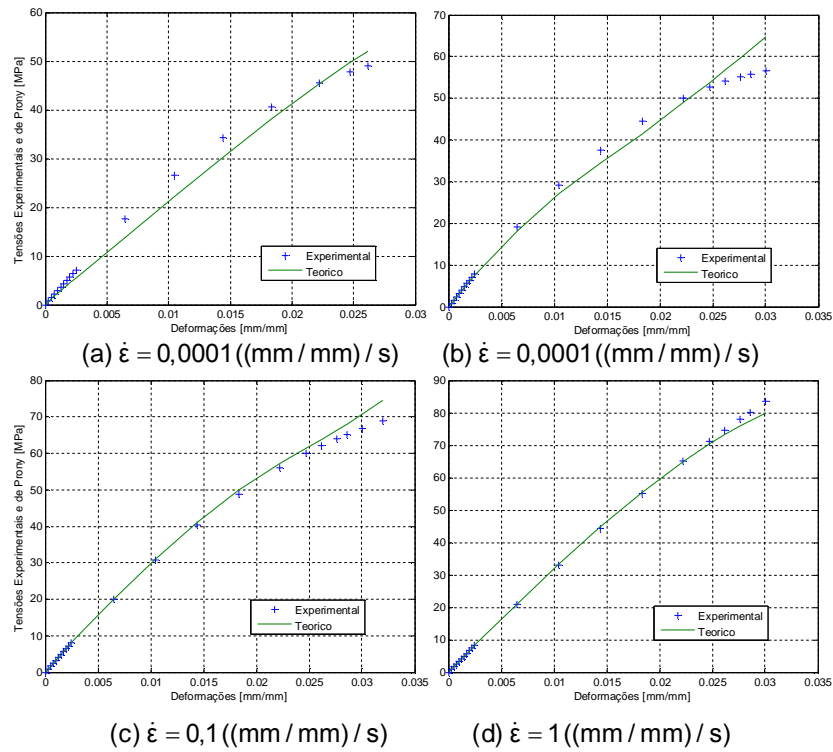 60
50
40
30
20
10
0
0 0.005 0.01 0.015 0.02 0.025 0.03
Tensões Experimentais e de Prony [MPa]
Deformações [mm/mm]
Experimental
Teorico
(a) ε̇ = 0,0001((mm / mm) / s)
70
60
50
40
30
20
10
0
0 0.005 0.01 0.015 0.02 0.025 0.03 0.035
Deformações [mm/mm]
Experimental
Teorico
(b) ε̇ = 0,0001((mm / mm) / s)
80
70
60
50
40
30
20
10
0
0 0.005 0.01 0.015 0.02 0.025 0.03 0.035
Tensões Experimentais e de Prony [MPa]
Deformações [mm/mm]
Experimental
Teorico
(c) ε̇ = 0,1((mm / mm) / s)
90
80
70
60
50
40
30
20
10
0
0 0.005 0.01 0.015 0.02 0.025 0.03 0.035
Deformações [mm/mm]
Experimental
Teorico
(d) ε̇ = 1((mm / mm) / s)